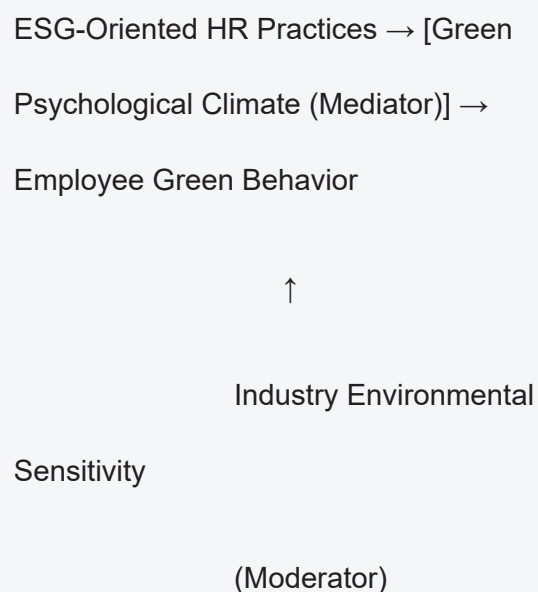 ESG-Oriented HR Practices → [Green
Psychological Climate (Mediator)] →
Employee Green Behavior
↑
Industry Environmental
Sensitivity
(Moderator)